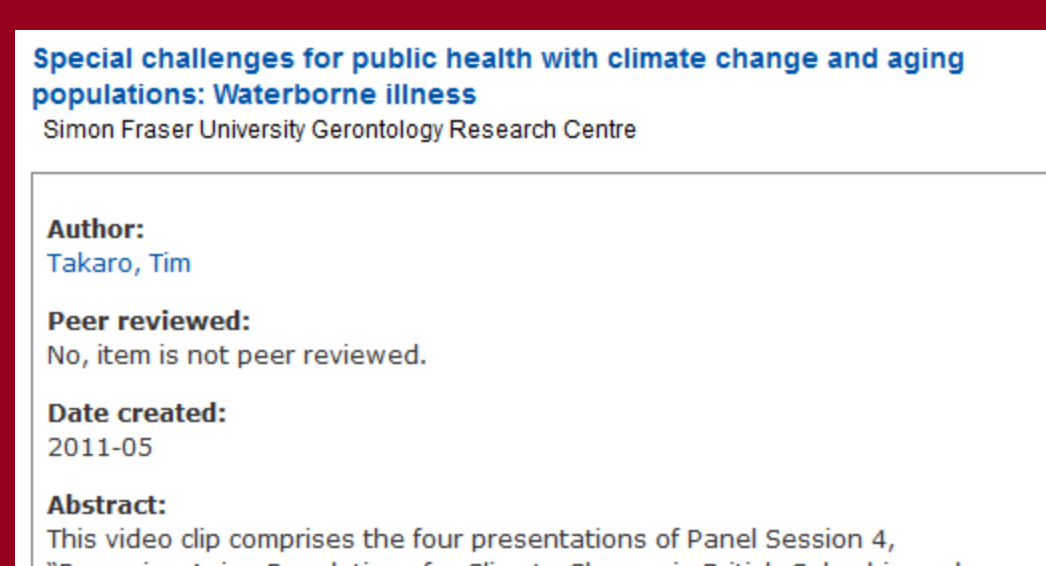 Special challenges for public health with climate change and aging
populations: Waterborne illness
Simon Fraser University Gerontology Research Centre
Author:
Takaro, Tim
Peer reviewed:
No, item is not peer reviewed.
Date created:
2011-05
Abstract:
This video clip comprises the four presentations of Panel Session 4,